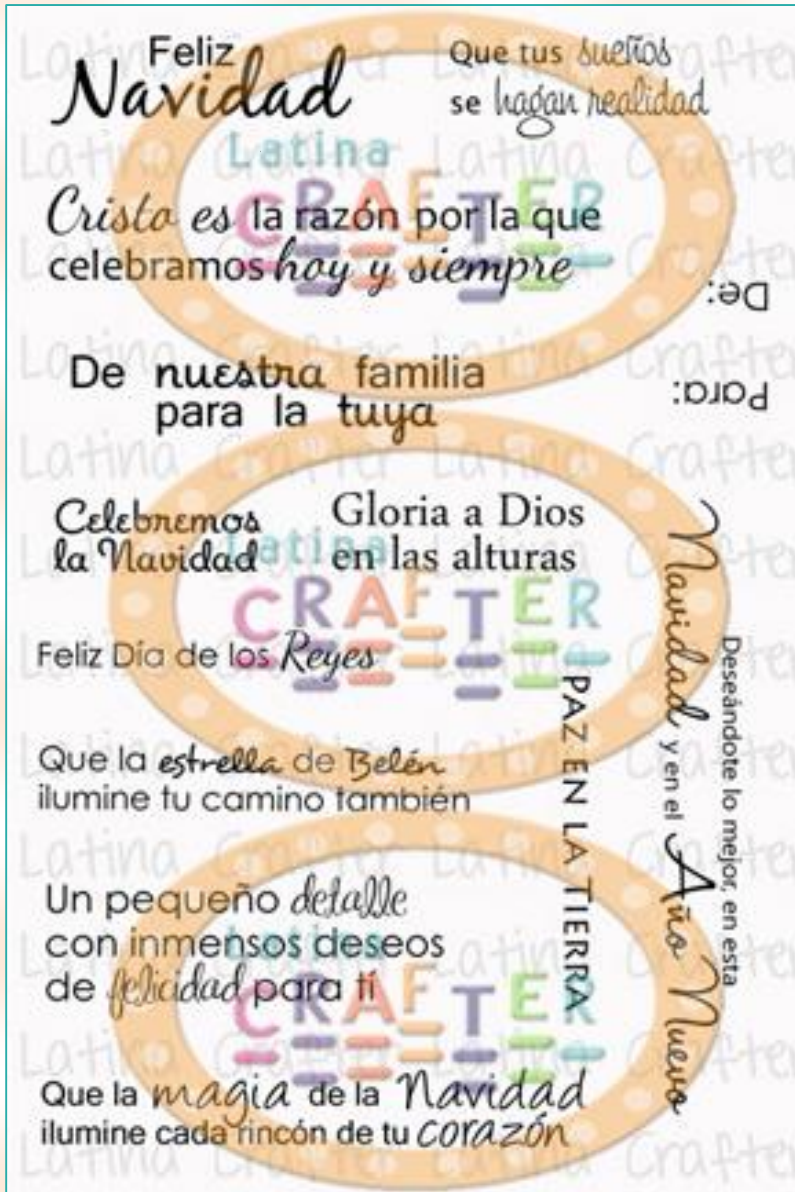 Feliz
Navidad
Que tus sueños
se hagan realidad
Cristo es la razón por la que
celebramos hoy y siempre
De:
Para:
De nuestra familia
para la tuya
Celebremos
la Navidad
Gloria a Dios
en las alturas
Feliz Día de los Reyes
Que la estrella de Belén
ilumine tu camino también
PAZ EN LA TIERRA
Deseándote lo mejor, en esta
Navidad y en el Año Nuevo
Un pequeño detalle
con inmensos deseos
de felicidad para tí
Que la magia de la Navidad
ilumine cada rincón de tu corazón
Latina
CRAFTER
Latina
CRAFTER
Latina
CRAFTER